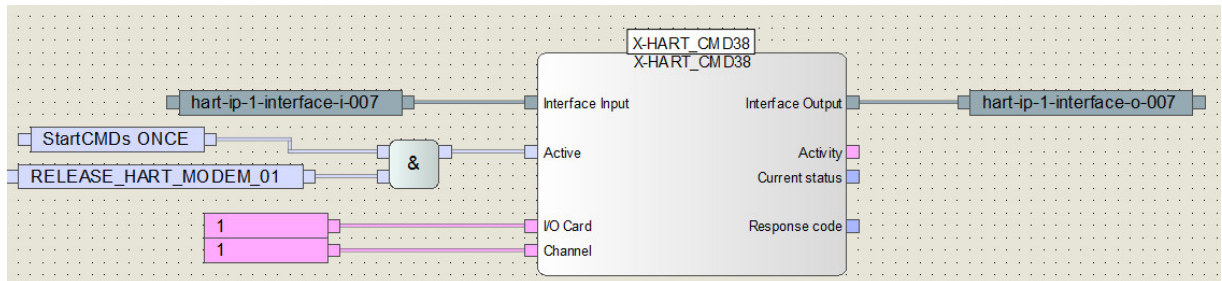 X-HART_CMD38
X-HART_CMD38
hart-ip-1-interface-i-007
Interface Input
Interface Output
hart-ip-1-interface-o-007
StartCMDs ONCE
&
Active
Activity
RELEASE_HART_MODEM_01
Current status
1
I/O Card
Response code
1
Channel